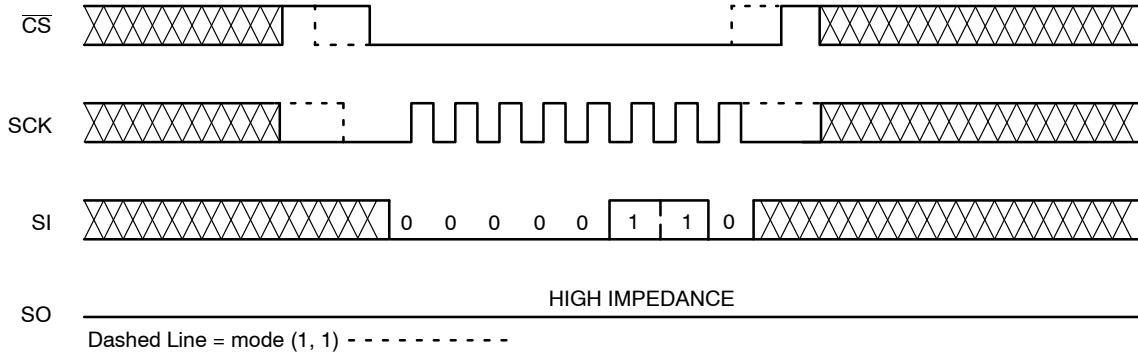 CS
SCK
SI 0 0 0 0 0 1 1 0
HIGH IMPEDANCE
SO
Dashed Line = mode (1, 1)